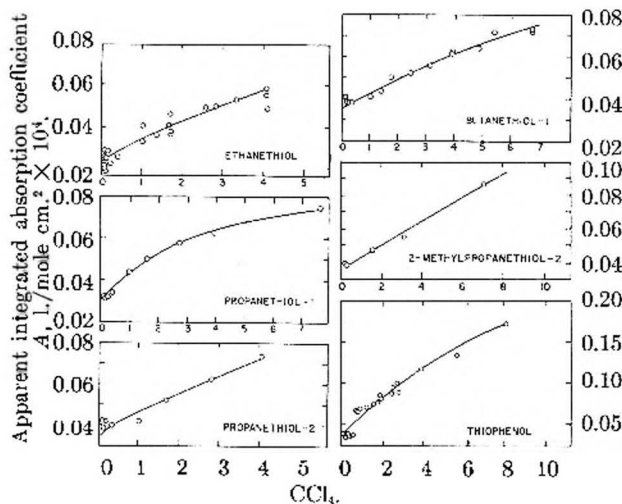 Apparent integrated absorption coefficient
A, l./mole cm.² × 10⁴.
0.08
0.06
0.04
0.02
0 1 2 3 4 5
ETHANETHIOL
0.08
0.06
0.04
0.02
0 1 2 3 4 5 6 7
PROPANETHIOL-1
0.08
0.06
0.04
PROPANETHIOL-2
0 1 2 3 4 5
0.08
0.06
0.04
0.02
0 1 2 3 4 5 6 7
BUTANETHIOL-1
0.10
0.08
0.06
0.04
0 2 4 6 8 10
2-METHYLPROPANETHIOL-2
0.20
0.15
0.10
0.05
THIOPHENOL
0 2 4 6 8 10
CCl₄.